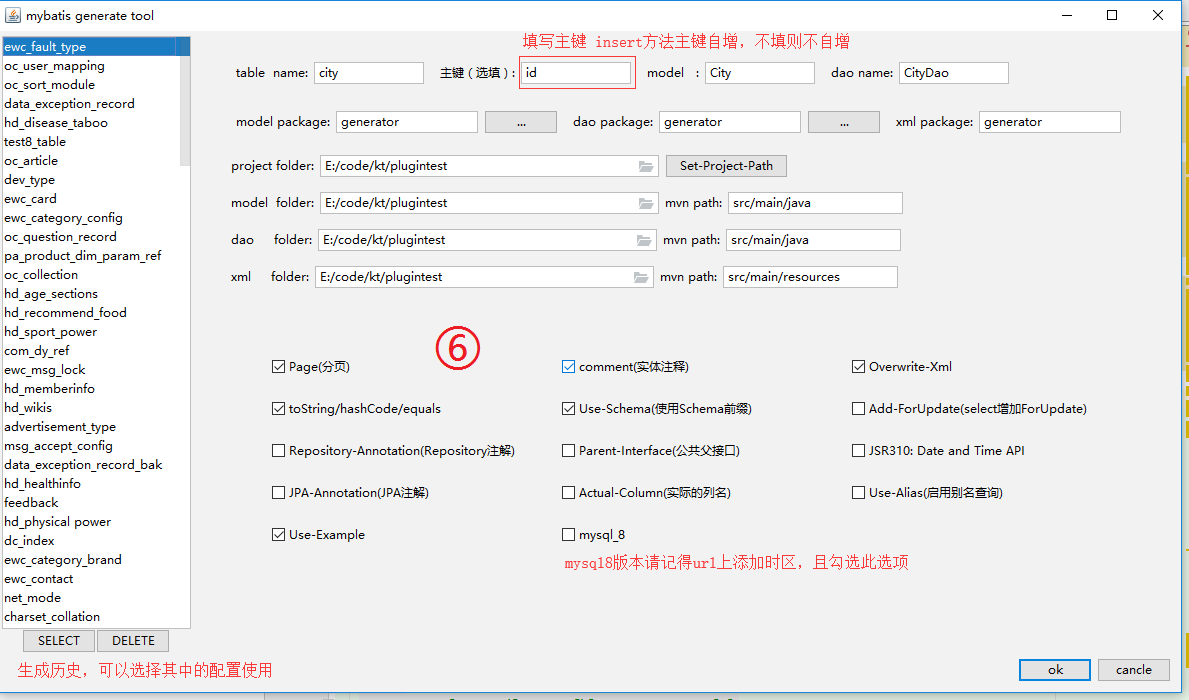 mybatis generate tool
填写主键 insert方法主键自增，不填则不自增
table name: city 主键（选填）: id model : City dao name: CityDao
model package: generator ... dao package: generator ... xml package: generator
project folder: E:/code/kt/plugintest Set-Project-Path
model folder: E:/code/kt/plugintest mvn path: src/main/java
dao folder: E:/code/kt/plugintest mvn path: src/main/java
xml folder: E:/code/kt/plugintest mvn path: src/main/resources
⑥
Page(分页) comment(实体注释) Overwrite-Xml
toString/hashCode/equals Use-Schema(使用Schema前缀) Add-ForUpdate(select增加ForUpdate)
Repository-Annotation(Repository注解) Parent-Interface(公共父接口) JSR310: Date and Time API
JPA-Annotation(JPA注解) Actual-Column(实际的列名) Use-Alias(启用别名查询)
Use-Example mysql_8
mysql8版本请记得url上添加时区，且勾选此选项
ewc_fault_type
oc_user_mapping
oc_sort_module
data_exception_record
hd_disease_taboo
test8_table
oc_article
dev_type
ewc_card
ewc_category_config
oc_question_record
pa_product_dim_param_ref
oc_collection
hd_age_sections
hd_recommend_food
hd_sport_power
com_dy_ref
ewc_msg_lock
hd_memberinfo
hd_wikis
advertisement_type
msg_accept_config
data_exception_record_bak
hd_healthinfo
feedback
hd_physical power
dc_index
ewc_category_brand
ewc_contact
net_mode
charset_collation
SELECT DELETE
生成历史，可以选择其中的配置使用
ok cancle